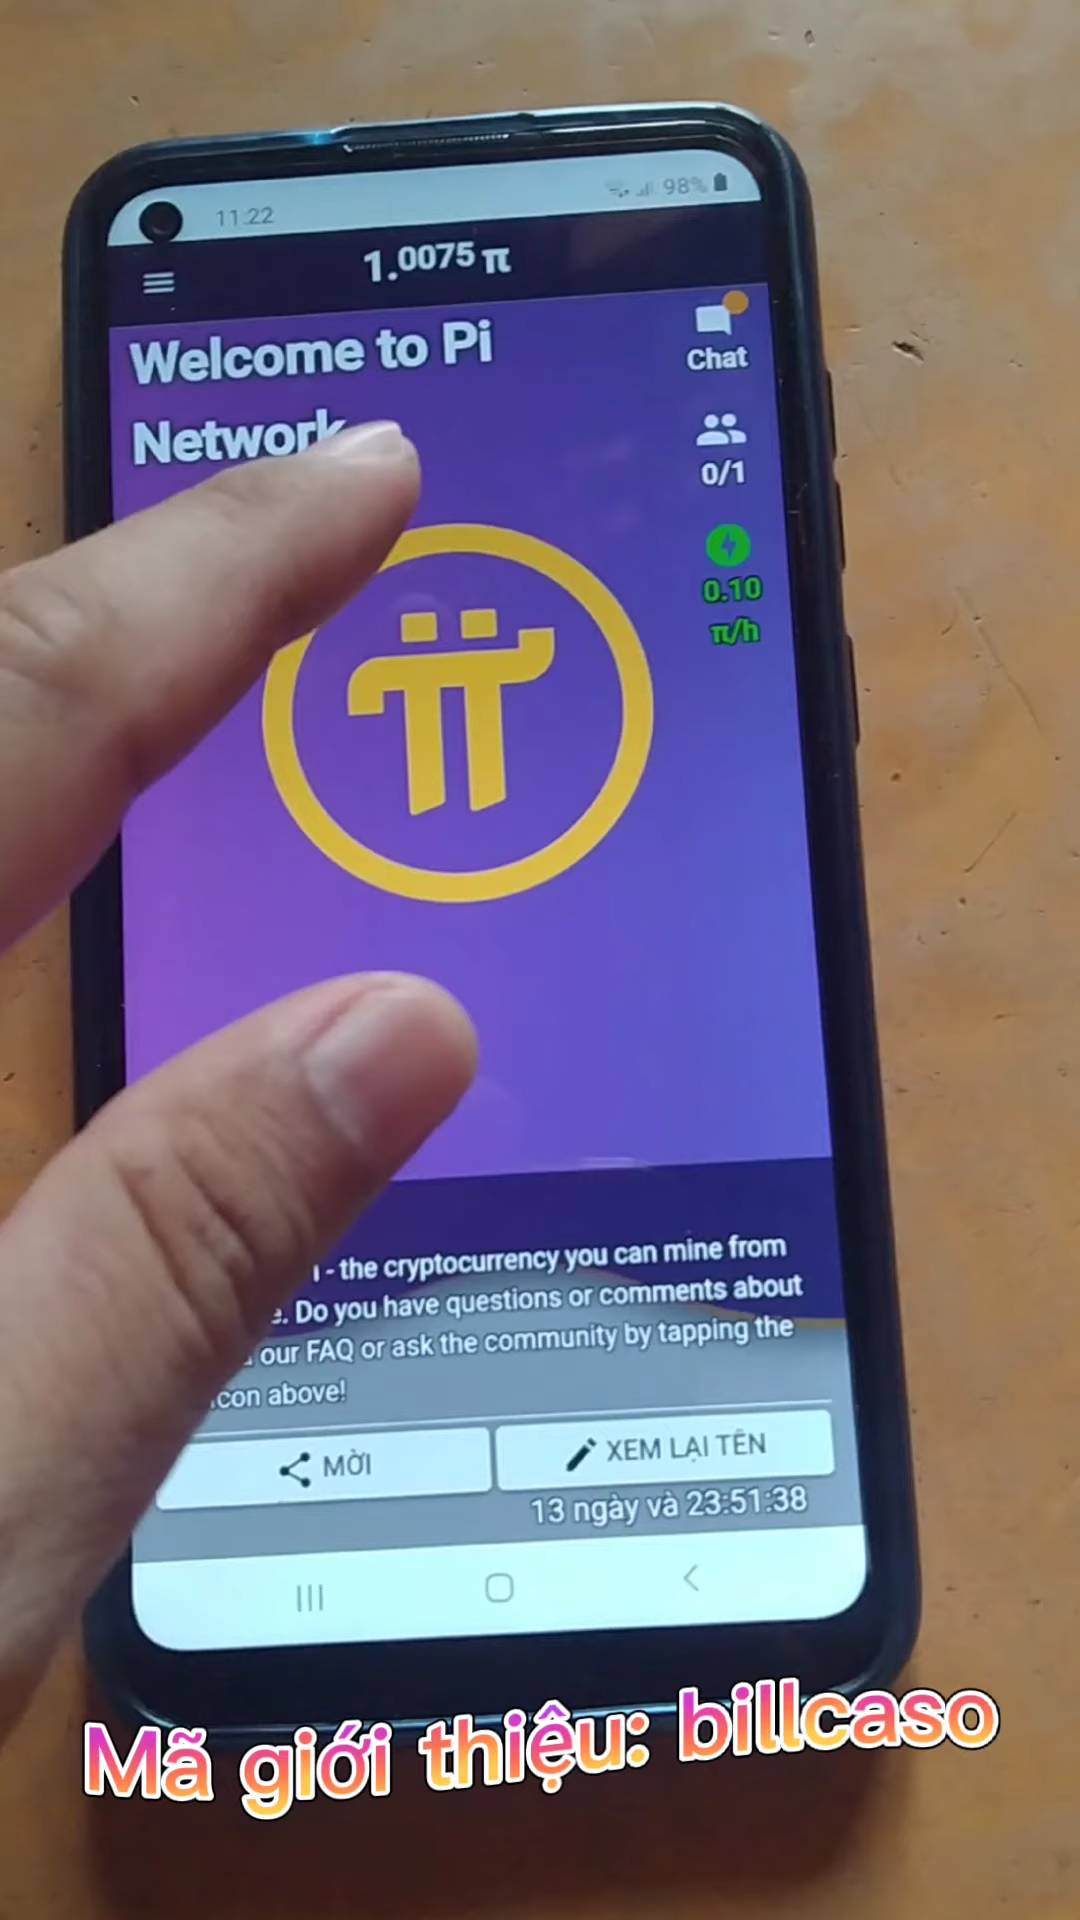 11:22
98%
1.0075 π
Welcome to Pi
Network
Chat
0/1
0.10
π/h
- the cryptocurrency you can mine from
. Do you have questions or comments about
our FAQ or ask the community by tapping the
icon above!
MỜI
XEM LẠI TÊN
13 ngày và 23:51:38
Mã giới thiệu: billcaso